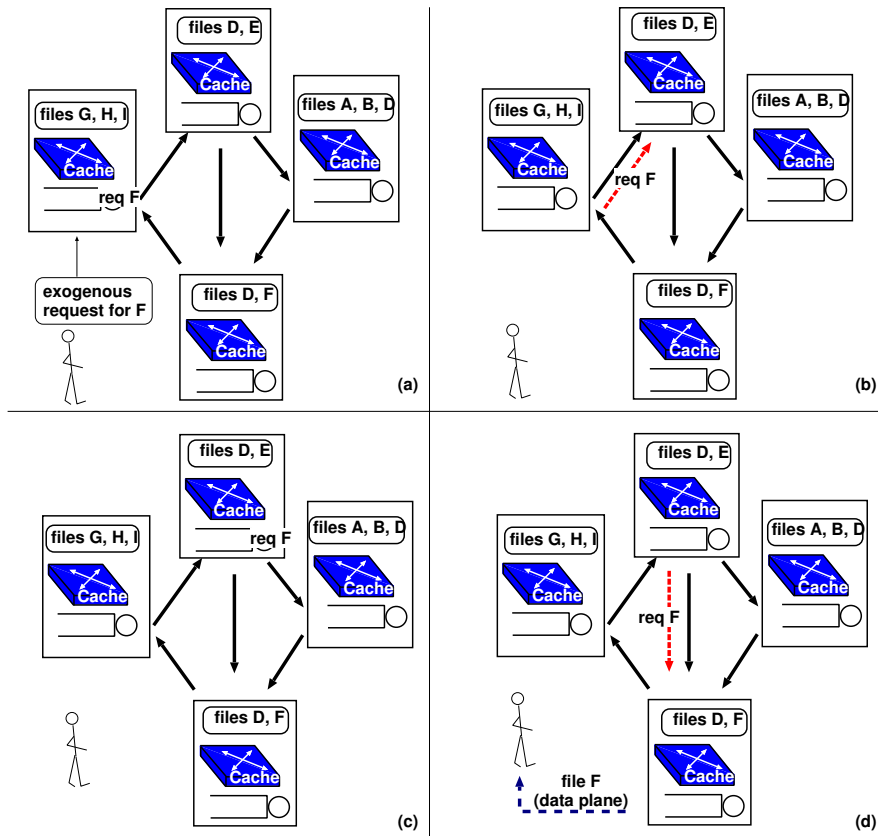 files D, E
Cache
files G, H, I
Cache
req F
files A, B, D
Cache
exogenous
request for F
files D, F
Cache
(a)
files D, E
Cache
files G, H, I
Cache
req F
files A, B, D
Cache
files D, F
Cache
(b)
files D, E
Cache
req F
files G, H, I
Cache
files A, B, D
Cache
files D, F
Cache
(c)
files D, E
Cache
files G, H, I
Cache
files A, B, D
Cache
req F
files D, F
Cache
file F
(data plane)
(d)